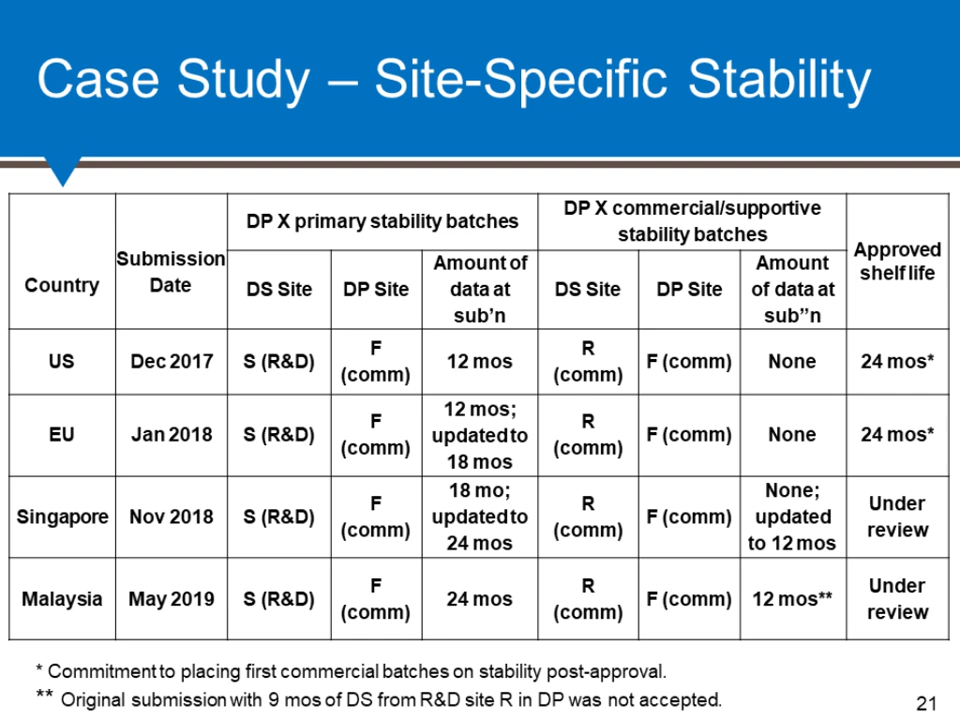 Case Study – Site-Specific Stability
Country
Submission
Date
DP X primary stability batches
DP X commercial/supportive
stability batches
Approved
shelf life
DS Site
DP Site
Amount of
data at
sub’n
DS Site
DP Site
Amount
of data at
sub”n
US
Dec 2017
S (R&D)
F
(comm)
12 mos
R
(comm)
F (comm)
None
24 mos*
EU
Jan 2018
S (R&D)
F
(comm)
12 mos;
updated to
18 mos
R
(comm)
F (comm)
None
24 mos*
Singapore
Nov 2018
S (R&D)
F
(comm)
18 mo;
updated to
24 mos
R
(comm)
F (comm)
None;
updated
to 12 mos
Under
review
Malaysia
May 2019
S (R&D)
F
(comm)
24 mos
R
(comm)
F (comm)
12 mos**
Under
review
* Commitment to placing first commercial batches on stability post-approval.
** Original submission with 9 mos of DS from R&D site R in DP was not accepted.
21